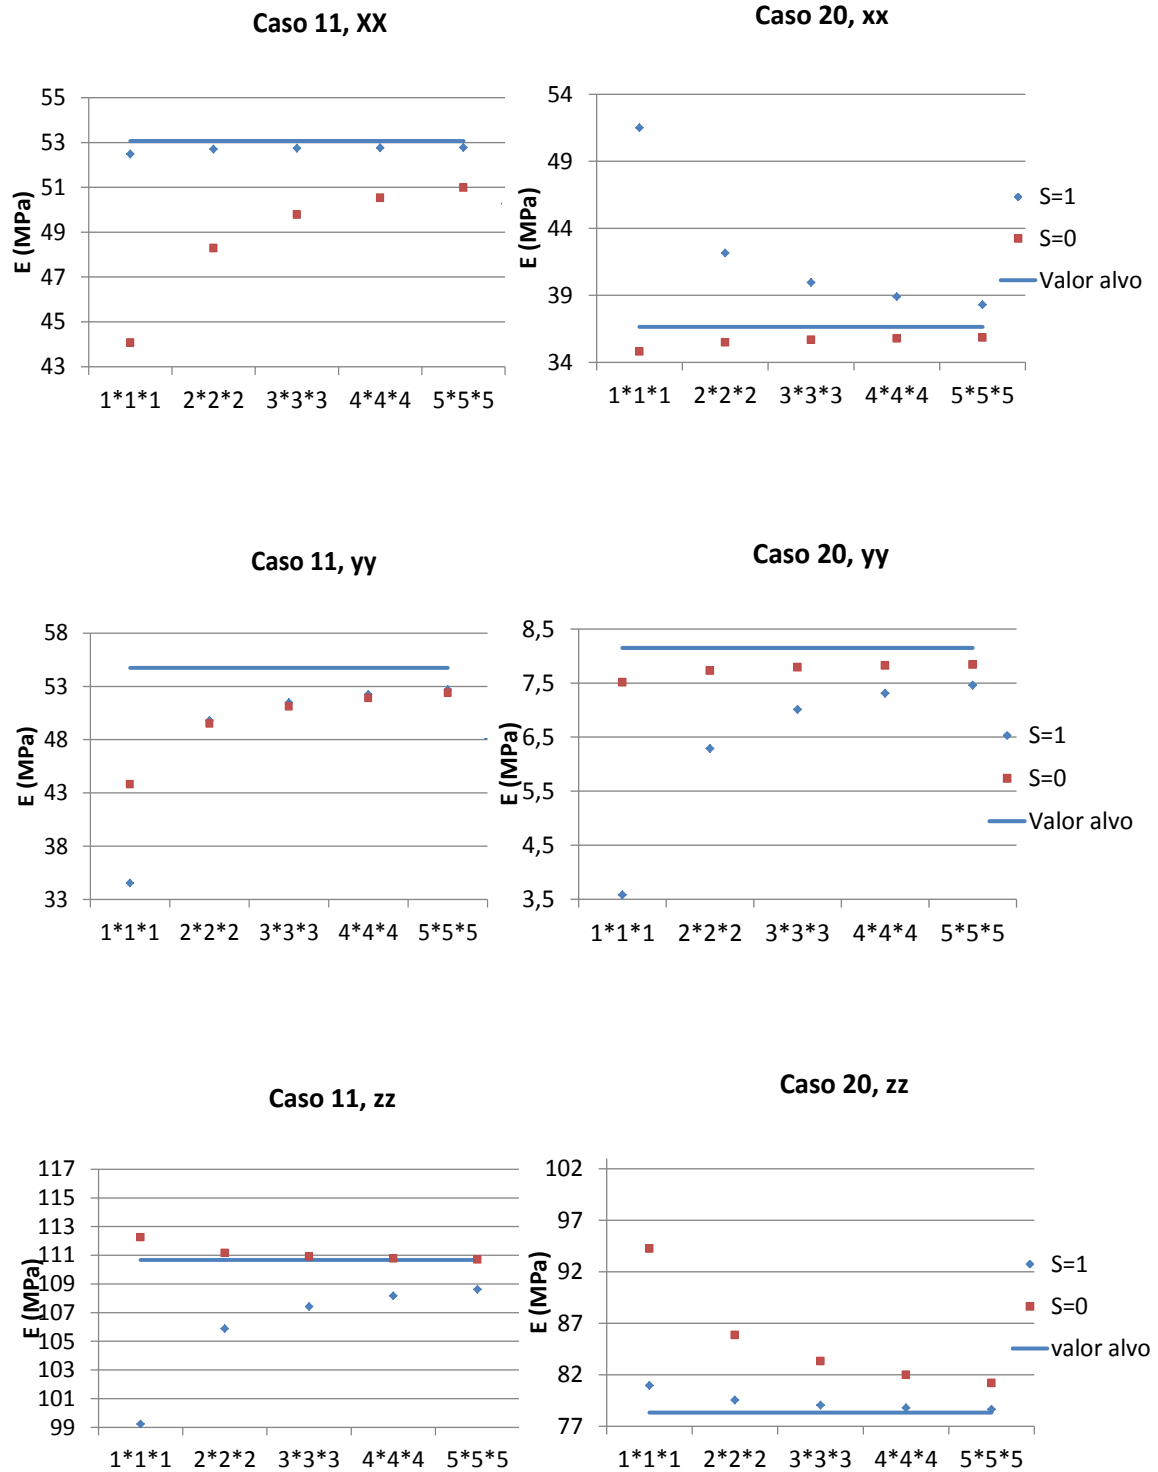 Caso 11, XX
55
53
51
49
47
45
43
E (MPa)
1*1*1 2*2*2 3*3*3 4*4*4 5*5*5
Caso 20, xx
54
49
44
39
34
E (MPa)
1*1*1 2*2*2 3*3*3 4*4*4 5*5*5
S=1
S=0
Valor alvo
Caso 11, yy
58
53
48
43
38
33
E (MPa)
1*1*1 2*2*2 3*3*3 4*4*4 5*5*5
Caso 20, yy
8,5
7,5
6,5
5,5
4,5
3,5
E (MPa)
1*1*1 2*2*2 3*3*3 4*4*4 5*5*5
S=1
S=0
Valor alvo
Caso 11, zz
117
115
113
111
109
107
105
103
101
99
E (MPa)
1*1*1 2*2*2 3*3*3 4*4*4 5*5*5
Caso 20, zz
102
97
92
87
82
77
E (MPa)
1*1*1 2*2*2 3*3*3 4*4*4 5*5*5
S=1
S=0
valor alvo